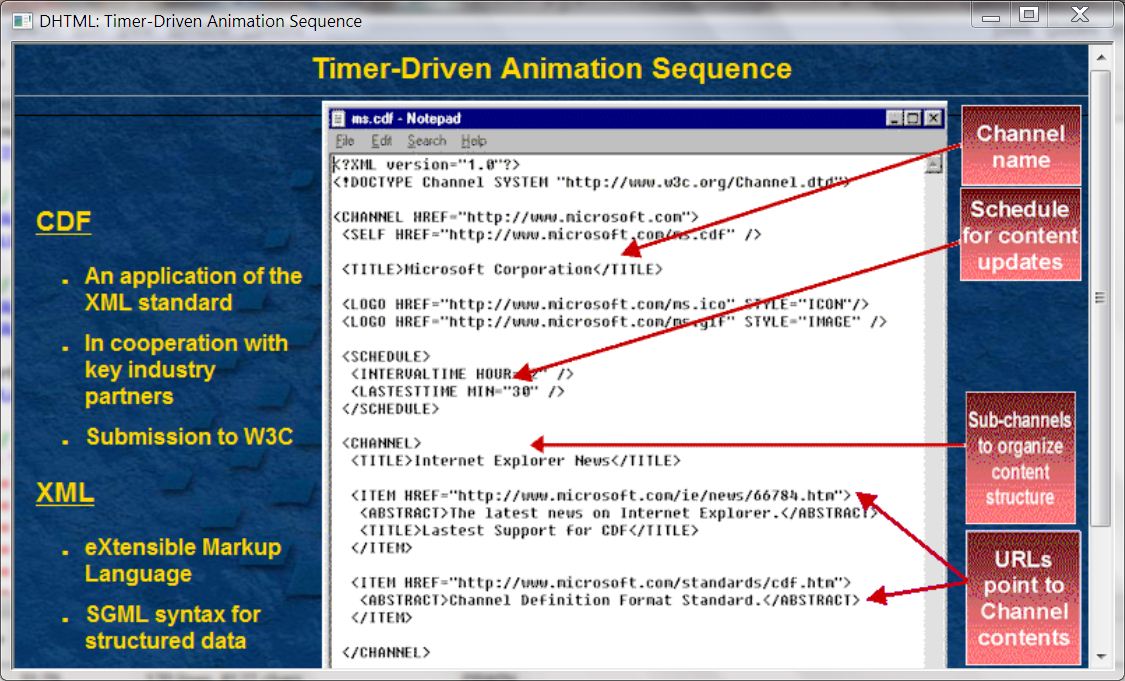 DHTML: Timer-Driven Animation Sequence
Timer-Driven Animation Sequence
CDF
An application of the
XML standard
In cooperation with
key industry
partners
Submission to W3C
XML
eXtensible Markup
Language
SGML syntax for
structured data
ms.cdf - Notepad
File Edit Search Help
<?XML version="1.0"?>
<!DOCTYPE Channel SYSTEM "http://www.w3c.org/Channel.dtd">
<CHANNEL HREF="http://www.microsoft.com">
<SELF HREF="http://www.microsoft.com/ms.cdf" />
<TITLE>Microsoft Corporation</TITLE>
<LOGO HREF="http://www.microsoft.com/ms.ico" STYLE="ICON"/>
<LOGO HREF="http://www.microsoft.com/ms.gif" STYLE="IMAGE" />
<SCHEDULE>
<INTERVALTIME HOUR= />
<LASTESTTIME MIN="30" />
</SCHEDULE>
<CHANNEL>
<TITLE>Internet Explorer News</TITLE>
<ITEM HREF="http://www.microsoft.com/ie/news/66784.htm">
<ABSTRACT>The latest news on Internet Explorer.</ABSTRACT>
<TITLE>Lastest Support for CDF</TITLE>
</ITEM>
<ITEM HREF="http://www.microsoft.com/standards/cdf.htm">
<ABSTRACT>Channel Definition Format Standard.</ABSTRACT>
</ITEM>
</CHANNEL>
Channel
name
Schedule
for content
updates
Sub-channels
to organize
content
structure
URLs
point to
Channel
contents